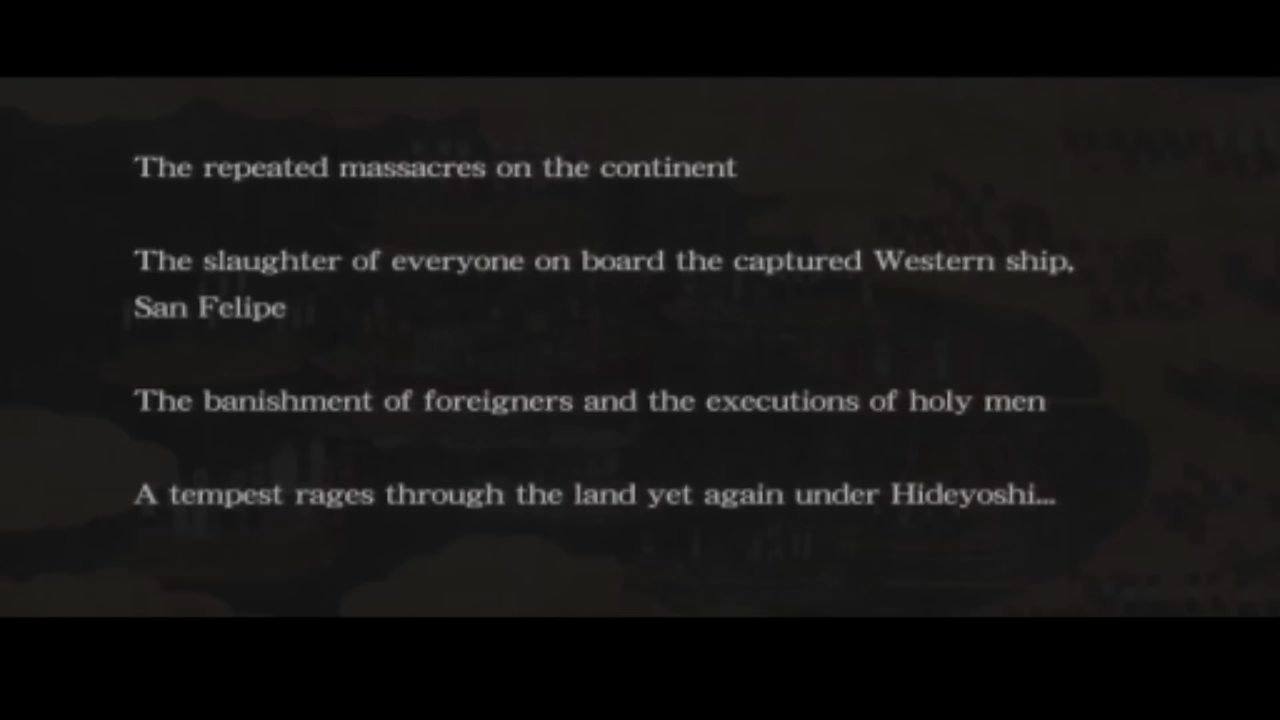 The repeated massacres on the continent
The slaughter of everyone on board the captured Western ship,
San Felipe
The banishment of foreigners and the executions of holy men
A tempest rages through the land yet again under Hideyoshi...